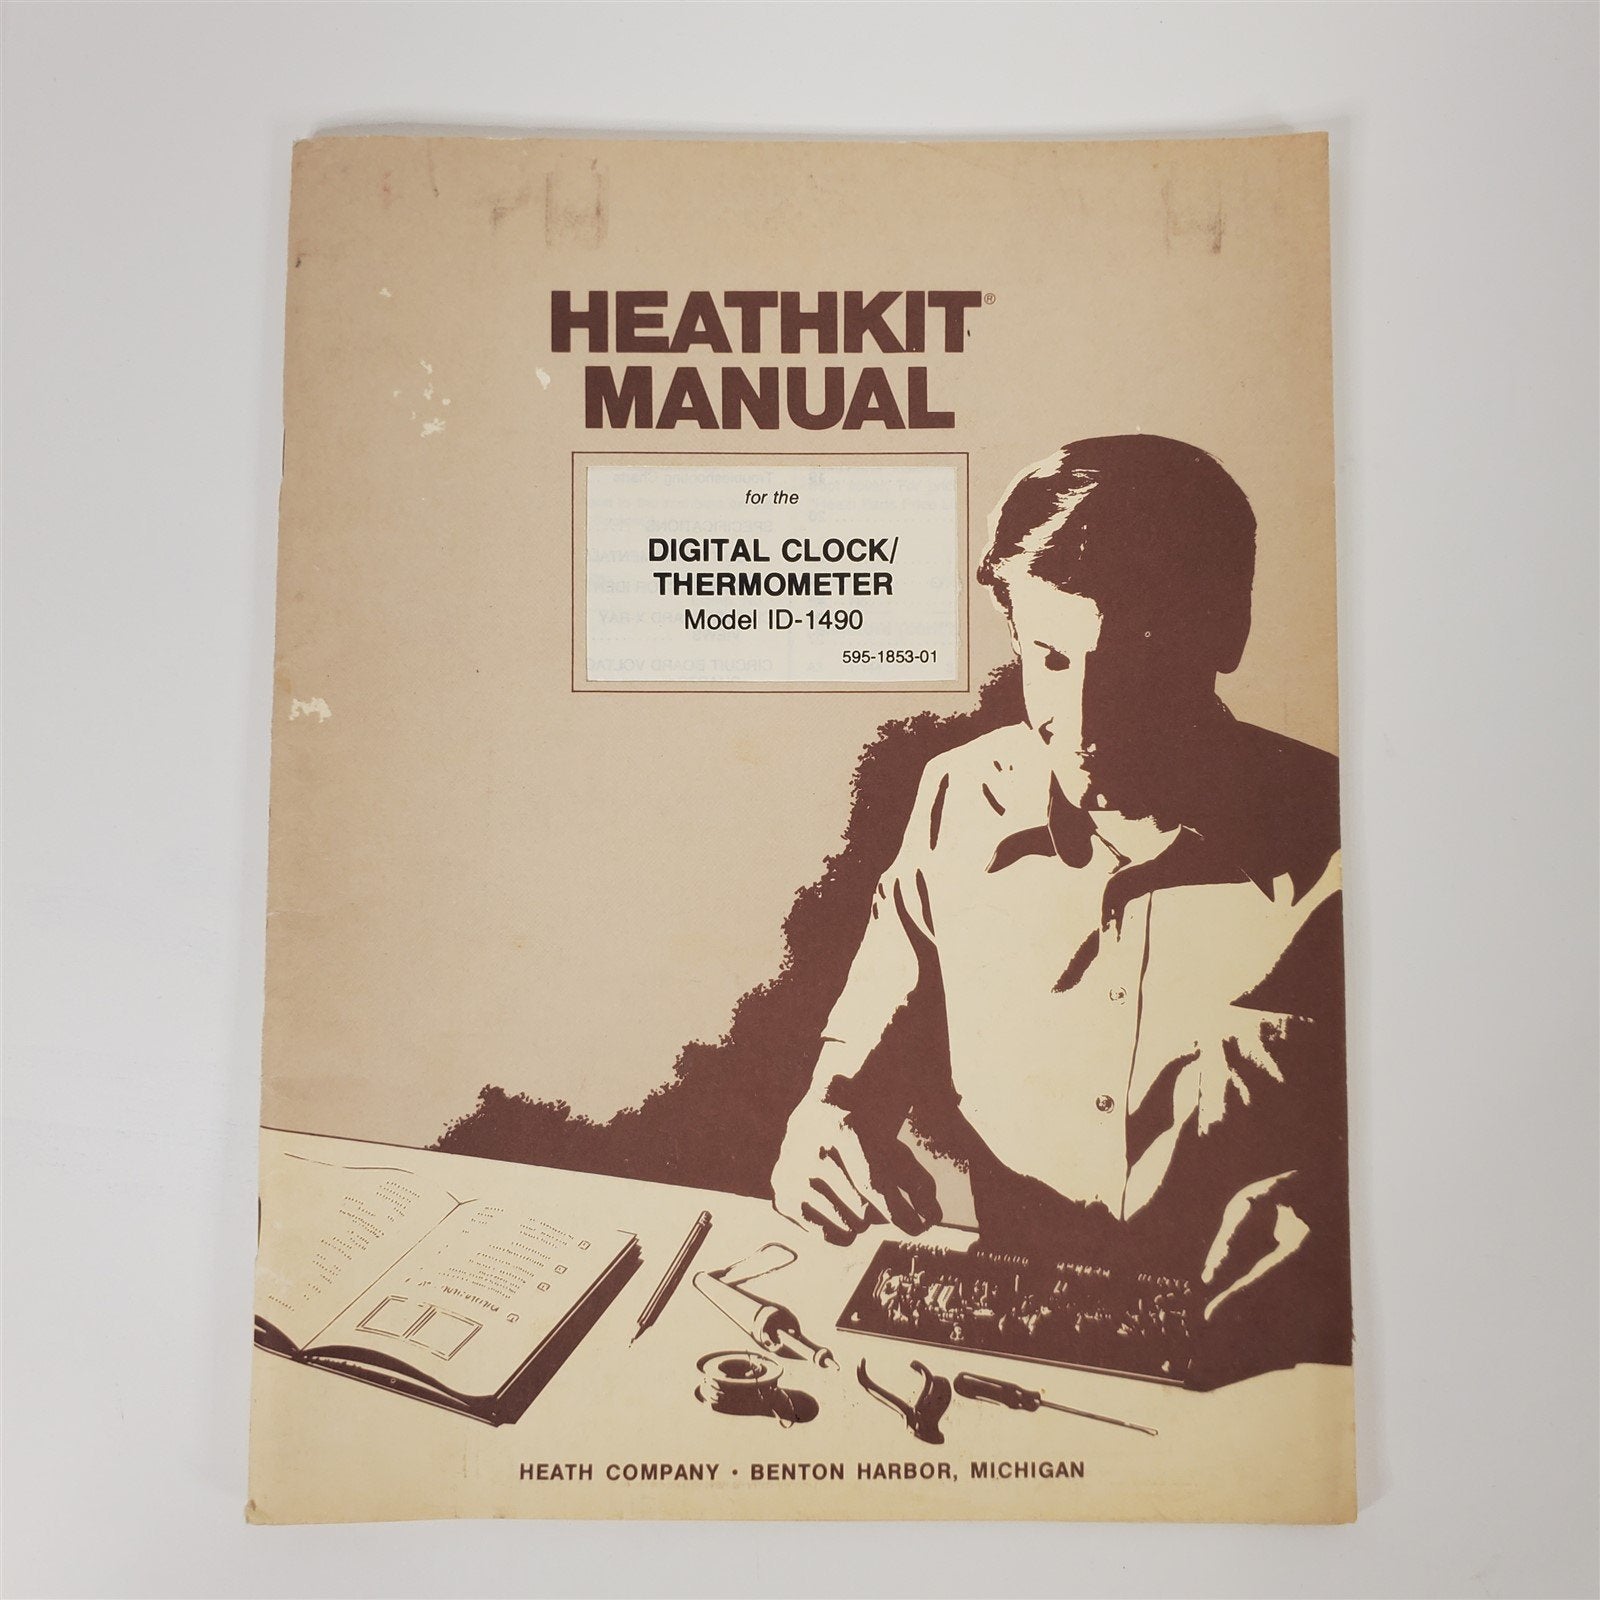 HEATHKIT®
MANUAL
for the
DIGITAL CLOCK/
THERMOMETER
Model ID-1490
595-1853-01
HEATH COMPANY • BENTON HARBOR, MICHIGAN